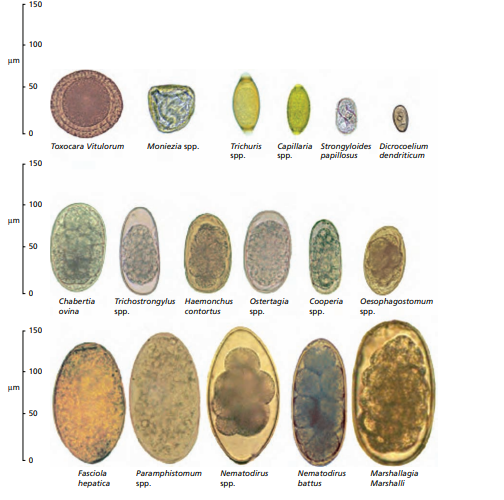 150
100
μm
50
0
Toxocara Vitulorum
Moniezia spp.
Trichuris
spp.
Capillaria
spp.
Strongyloides
papillosus
Dicrocoelium
dendriticum
150
100
μm
50
0
Chabertia
ovina
Trichostrongylus
spp.
Haemonchus
contortus
Ostertagia
spp.
Cooperia
spp.
Oesophagostomum
spp.
150
100
μm
50
0
Fasciola
hepatica
Paramphistomum
spp.
Nematodirus
spp.
Nematodirus
battus
Marshallagia
Marshalli